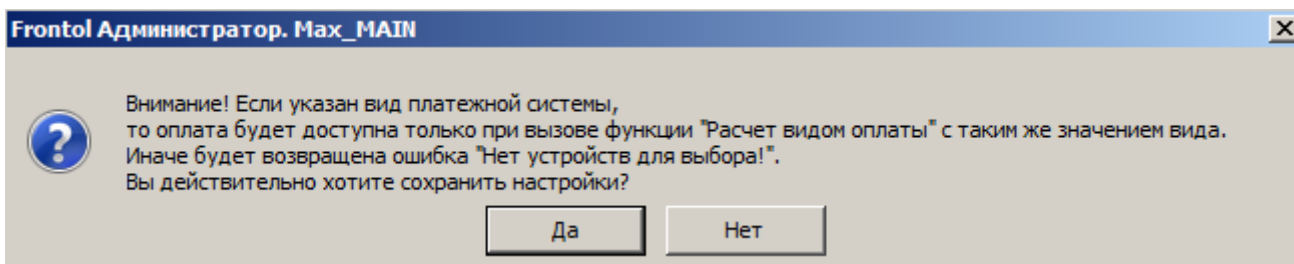 Frontol Администратор. Max_MAIN
Внимание! Если указан вид платежной системы,
то оплата будет доступна только при вызове функции "Расчет видом оплаты" с таким же значением вида.
Иначе будет возвращена ошибка "Нет устройств для выбора!".
Вы действительно хотите сохранить настройки?
Да Нет